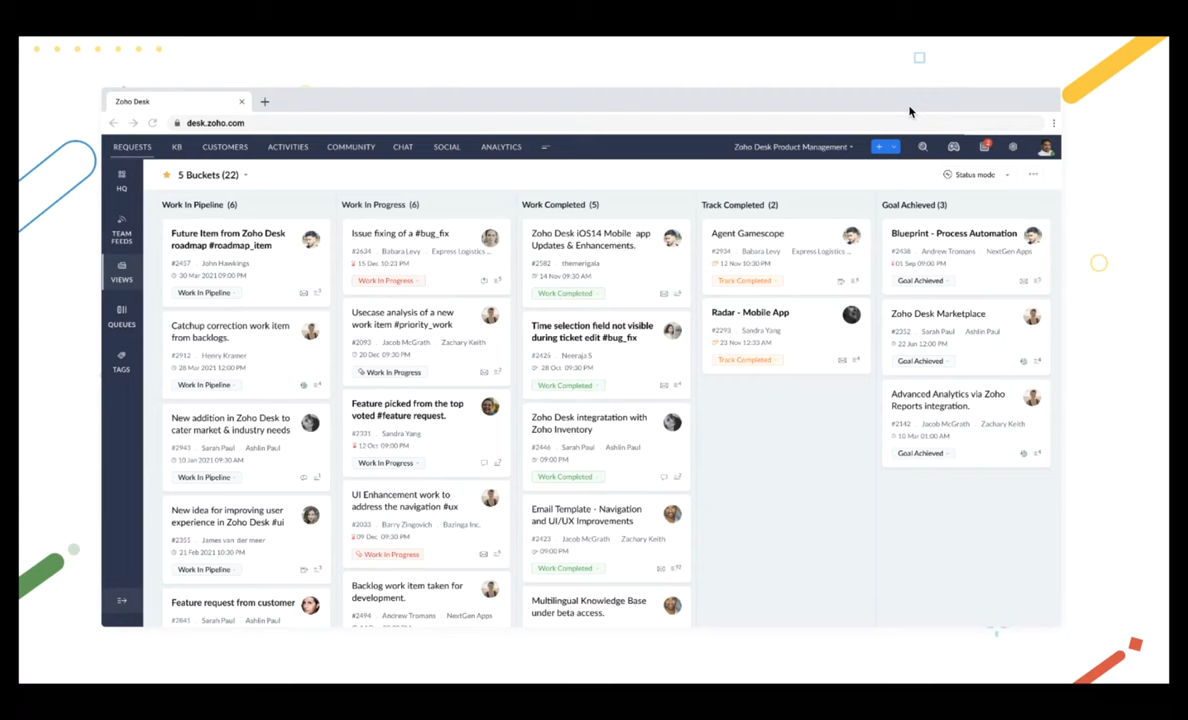 Zoho Desk
desk.zoho.com
REQUESTS KB CUSTOMERS ACTIVITIES COMMUNITY CHAT SOCIAL ANALYTICS
Zoho Desk Product Management
HQ
TEAM
FEEDS
VIEWS
QUEUES
TAGS
5 Buckets (22)
Status mode
Work In Pipeline (6)
Future Item from Zoho Desk
roadmap #roadmap_item
#2457 John Hawkings
30 Mar 2021 09:00 PM
Work In Pipeline
Catchup correction work item
from backlogs.
#2912 Henry Kramer
28 Mar 2021 12:00 PM
Work In Pipeline
New addition in Zoho Desk to
cater market & industry needs
#2943 Sarah Paul Ashlin Paul
10 Jan 2021 09:30 AM
Work In Pipeline
New idea for improving user
experience in Zoho Desk #ui
#2355 James van der meer
21 Feb 2021 10:30 PM
Work In Pipeline
Feature request from customer
#2841 Sarah Paul Ashlin Paul
Work In Progress (6)
Issue fixing of a #bug_fix
#2634 Babara Levy Express Logistics ...
15 Dec 10:23 PM
Work In Progress
Usecase analysis of a new
work item #priority_work
#2093 Jacob McGrath Zachary Keith
20 Dec 09:30 PM
Work In Progress
Feature picked from the top
voted #feature request.
#2331 Sandra Yang
12 Oct 09:00 PM
Work In Progress
UI Enhancement work to
address the navigation #ux
#2033 Barry Zingovich Bazinga Inc.
09 Dec 09:30 PM
Work In Progress
Backlog work item taken for
development.
#2494 Andrew Tromans NextGen Apps
Work Completed (5)
Zoho Desk iOS14 Mobile app
Updates & Enhancements.
#2582 themerigala
14 Nov 09:30 AM
Work Completed
Time selection field not visible
during ticket edit #bug_fix
#2425 Neeraja S
28 Oct 09:30 PM
Work Completed
Zoho Desk integratation with
Zoho Inventory
#2446 Sarah Paul Ashlin Paul
09:00 PM
Work Completed
Email Template - Navigation
and UI/UX Improvements
#2423 Jacob McGrath Zachary Keith
09:00 PM
Work Completed
Multilingual Knowledge Base
under beta access.
Track Completed (2)
Agent Gamescope
#2934 Babara Levy Express Logistics ...
12 Nov 10:30 PM
Track Completed
Radar - Mobile App
#2293 Sandra Yang
23 Nov 12:33 AM
Track Completed
Goal Achieved (3)
Blueprint - Process Automation
#2438 Andrew Tromans NextGen Apps
01 Sep 09:00 PM
Goal Achieved
Zoho Desk Marketplace
#2352 Sarah Paul Ashlin Paul
22 Jun 12:00 PM
Goal Achieved
Advanced Analytics via Zoho
Reports integration.
#2142 Jacob McGrath Zachary Keith
10 Mar 01:00 AM
Goal Achieved